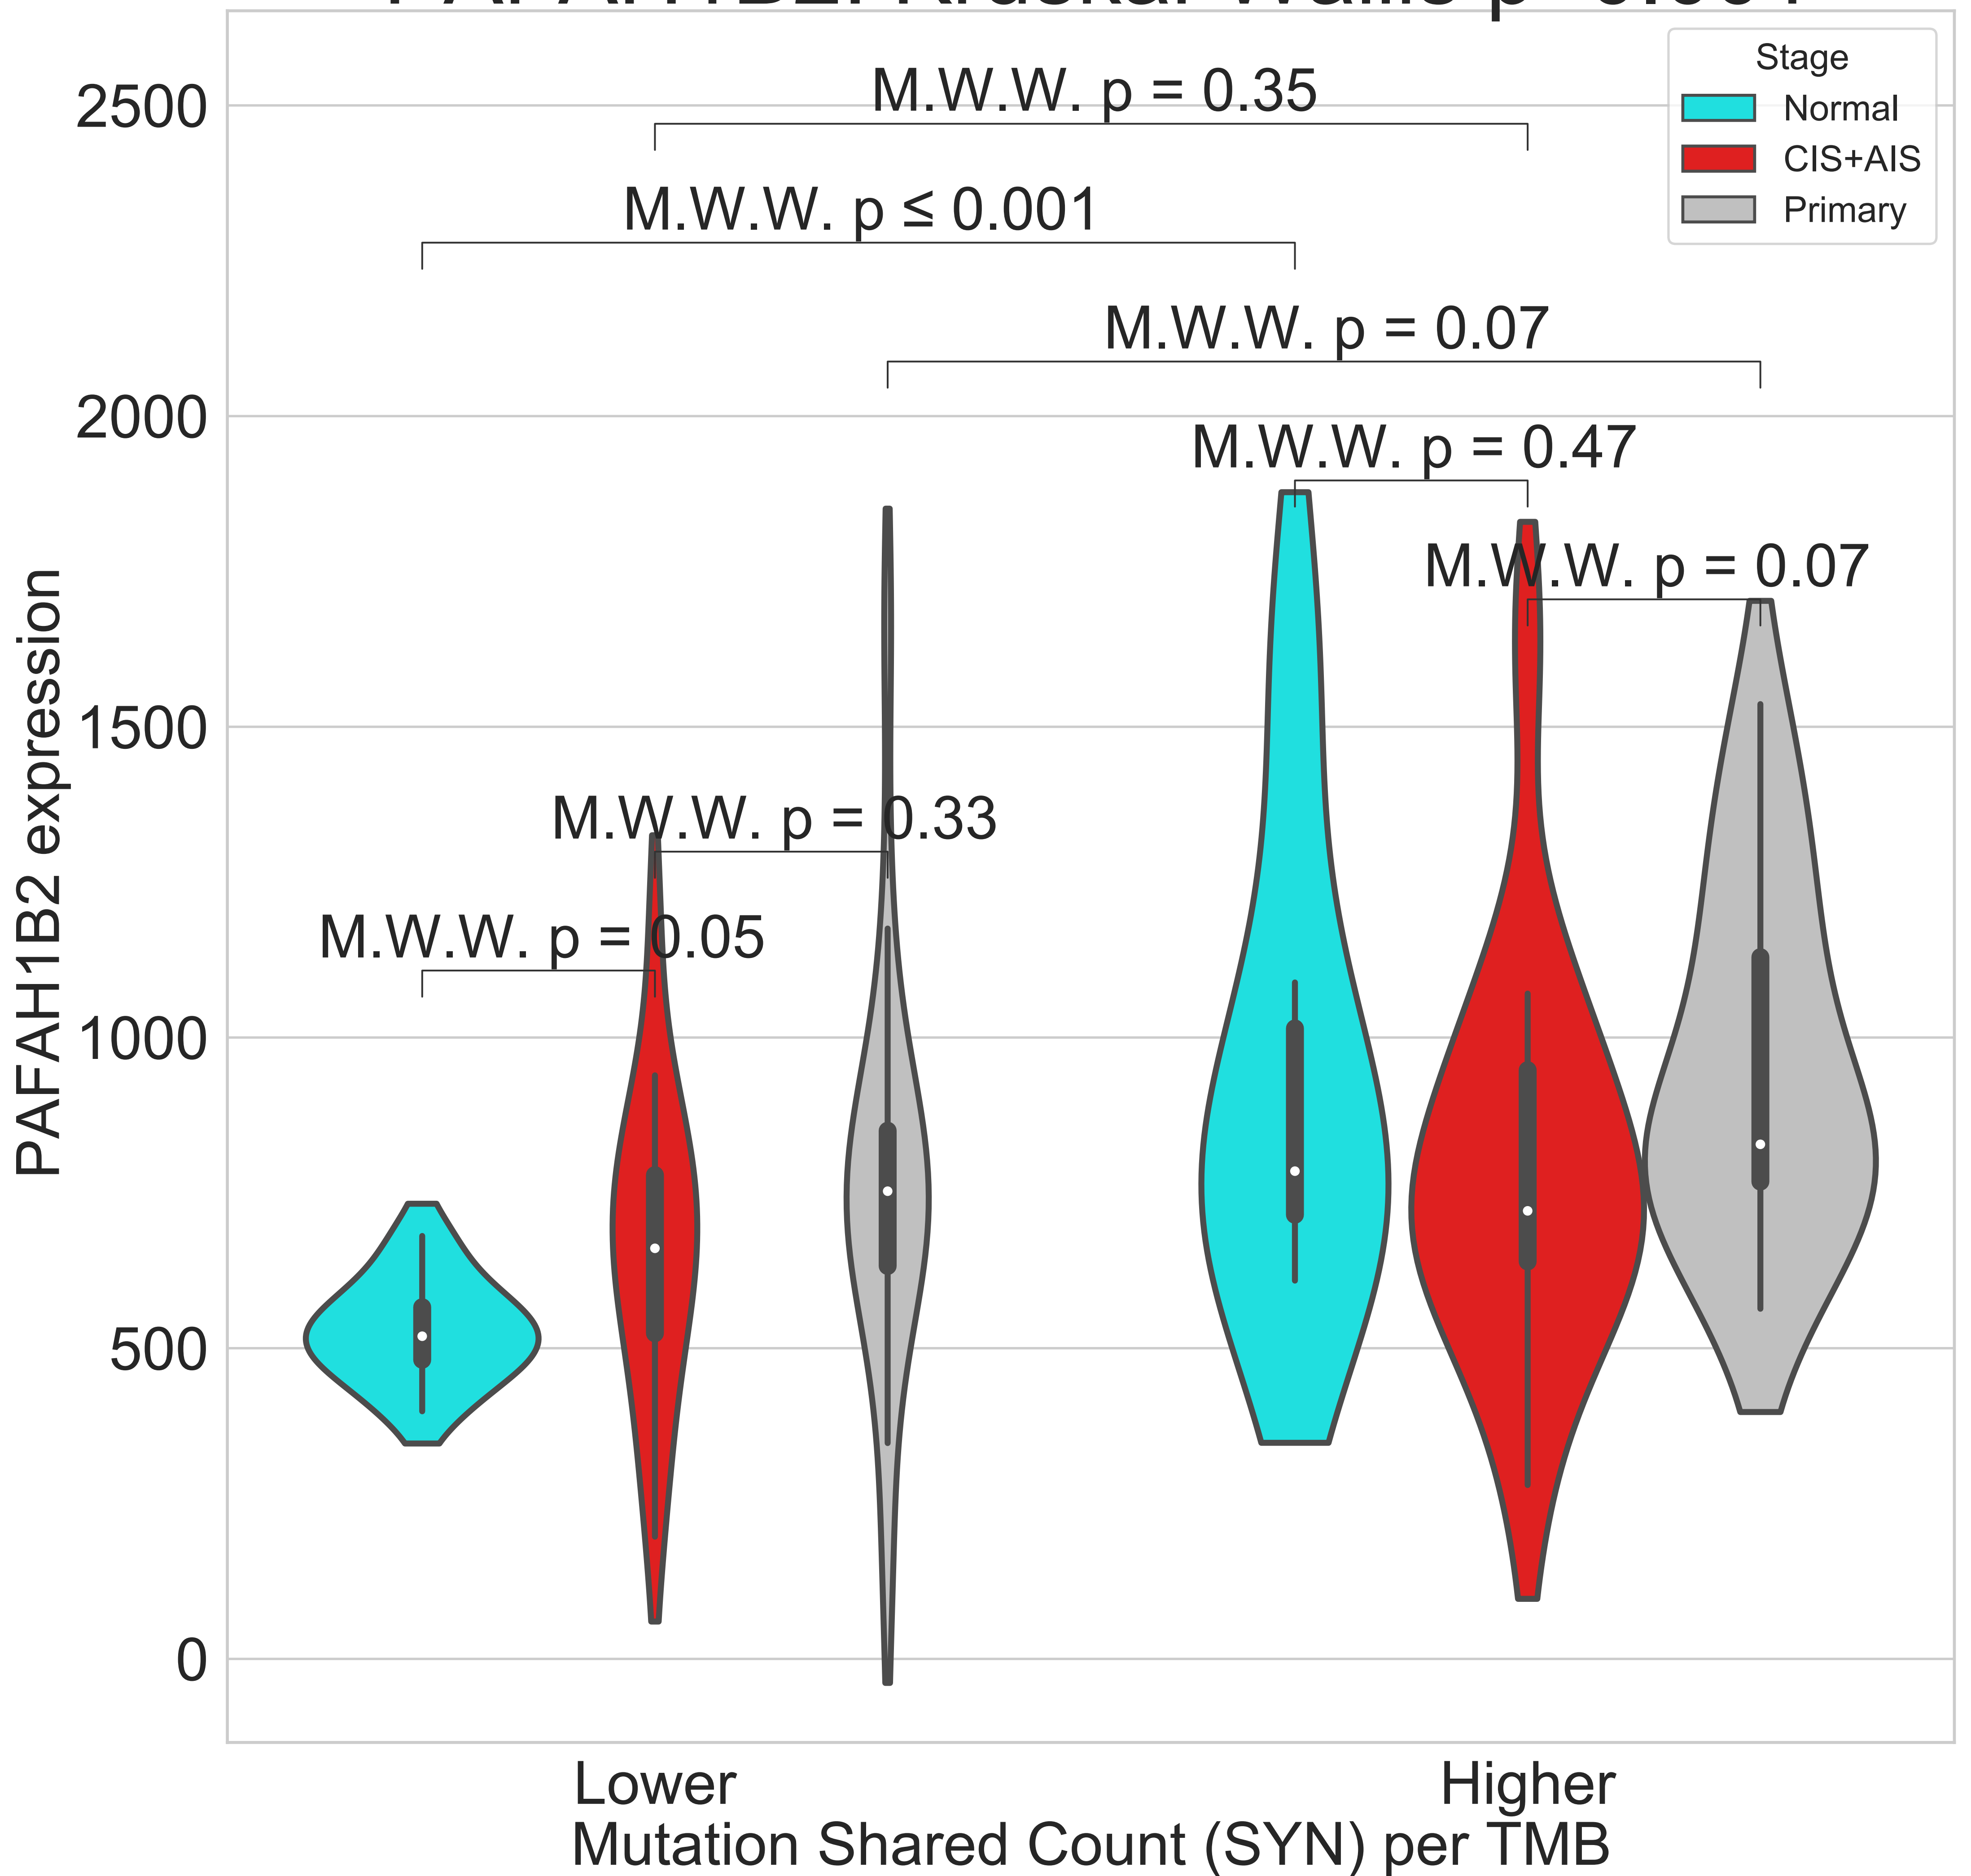 Stage
Normal
CIS+AIS
Primary
M.W.W. p = 0.35
M.W.W. p ≤ 0.001
M.W.W. p = 0.07
M.W.W. p = 0.47
M.W.W. p = 0.07
M.W.W. p = 0.33
M.W.W. p = 0.05
2500
2000
1500
1000
500
0
PAFAH1B2 expression
Lower
Higher
Mutation Shared Count (SYN) per TMB